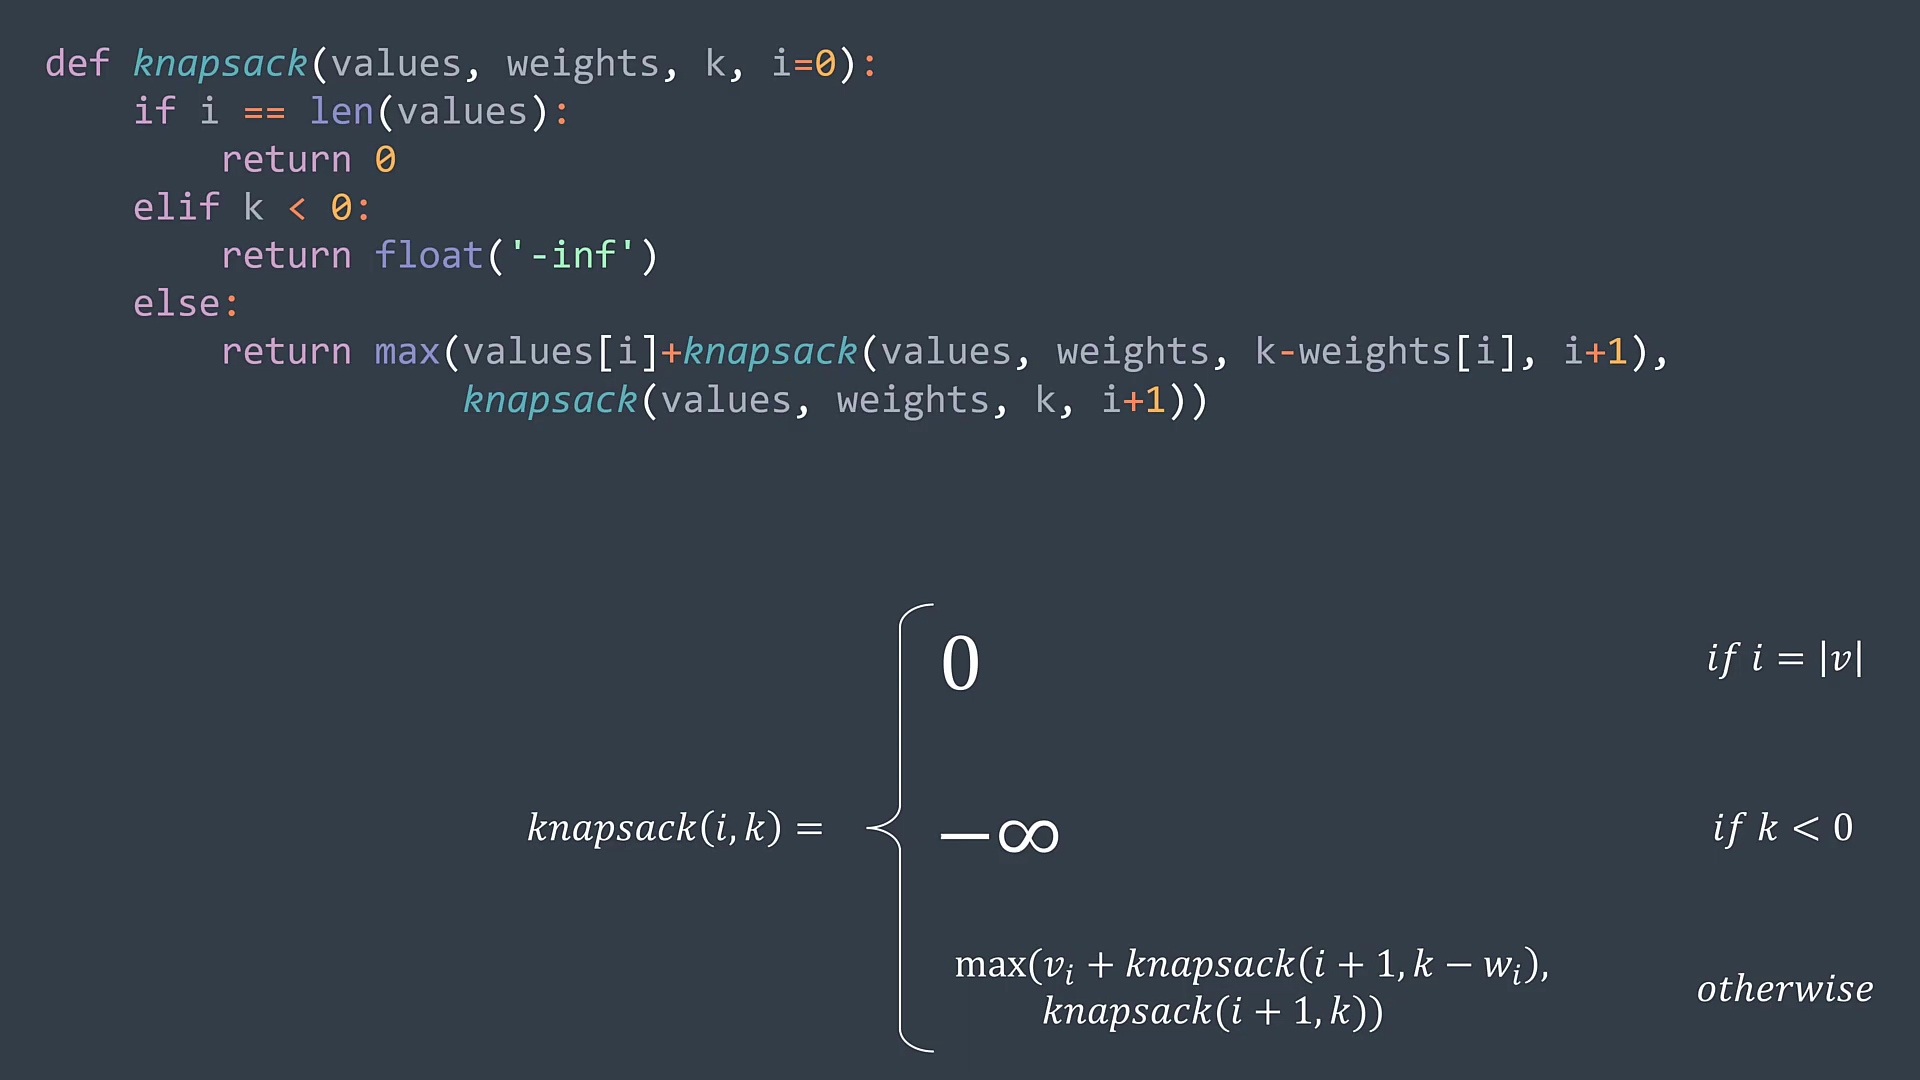 def knapsack(values, weights, k, i=0):
    if i == len(values):
        return 0
    elif k < 0:
        return float('-inf')
    else:
        return max(values[i]+knapsack(values, weights, k-weights[i], i+1),
                   knapsack(values, weights, k, i+1))
0 if i = |v|
knapsack(i, k) = { −∞ if k < 0
max(vᵢ + knapsack(i + 1, k − wᵢ),
knapsack(i + 1, k)) otherwise